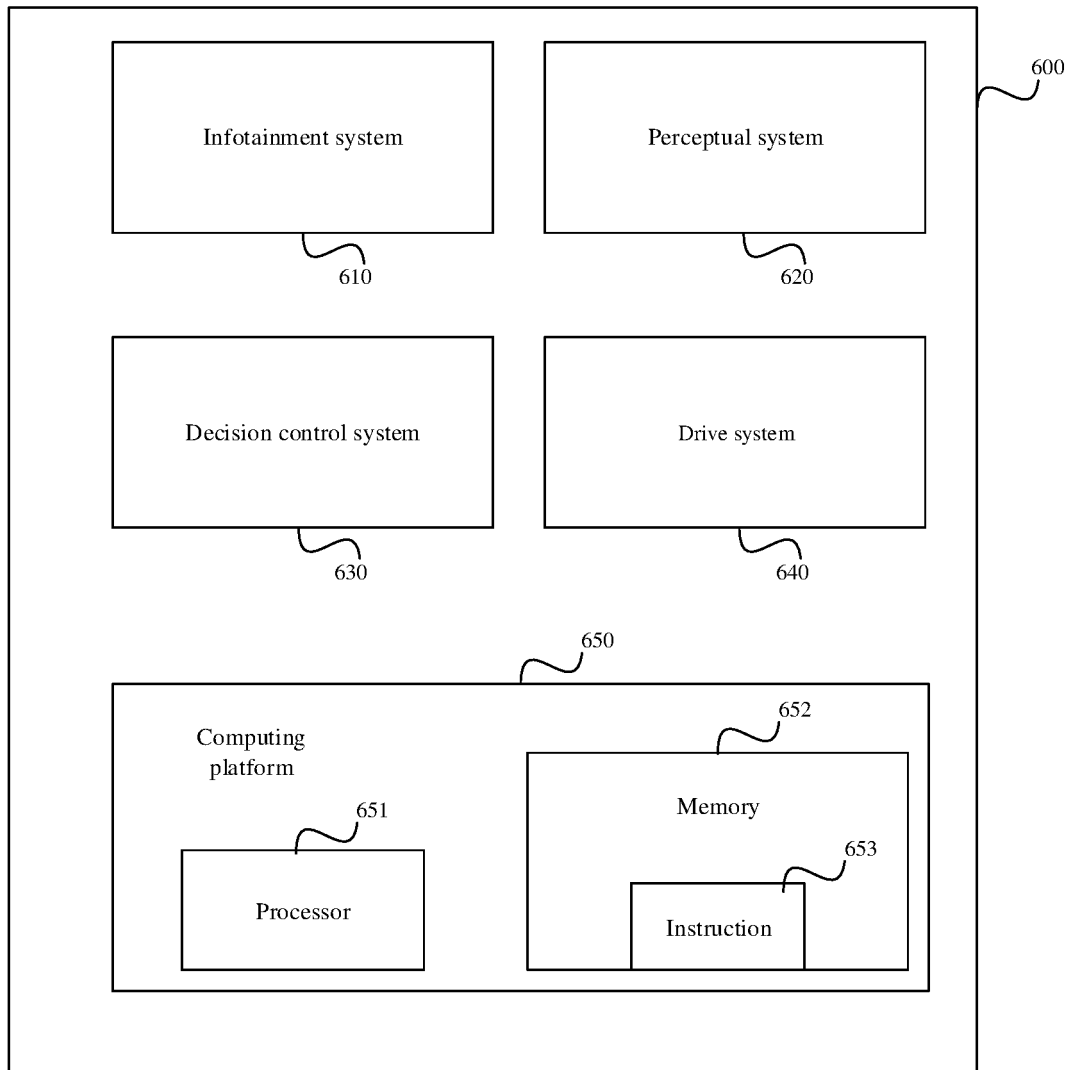 600
Infotainment system
Perceptual system
610
620
Decision control system
Drive system
630
640
650
Computing
platform
652
Memory
651
653
Processor
Instruction